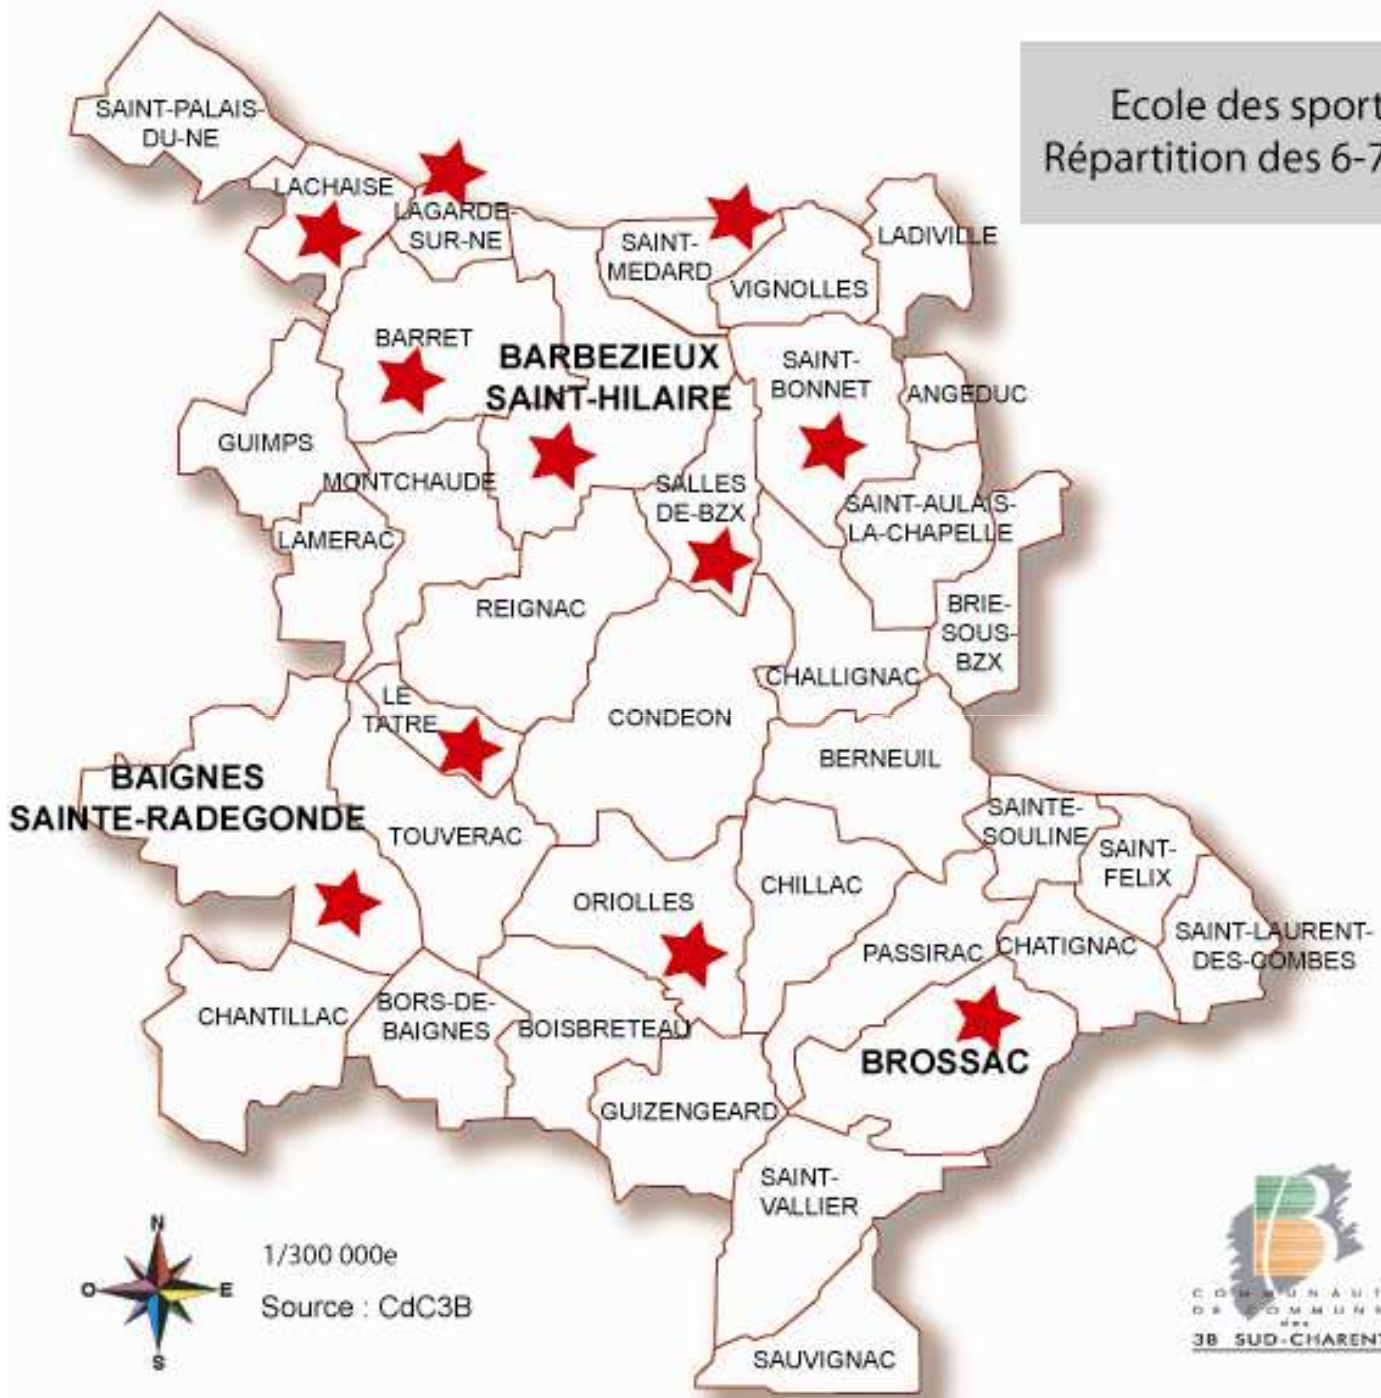 Ecole des sport
Répartition des 6-7
SAINT-PALAIS-
DU-NE
LACHAISE
LAGARDE-
SUR-NE
SAINT-
MEDARD
VIGNOLLES
LADIVILLE
BARRET
BARBEZIEUX
SAINT-HILAIRE
SAINT-
BONNET
ANGEDUC
GUIMPS
MONTCHAUDE
SALLES
DE-BZX
SAINT-AULAIS-
LA-CHAPELLE
LAMERAC
REIGNAC
BRIE-
SOUS-
BZX
CHALLIGNAC
LE
TATRE
CONDEON
BERNEUIL
BAIGNES
SAINTE-RADEGONDE
TOUVERAC
SAINTE-
SOULINE
SAINT-
FELIX
CHILLAC
ORIOLLES
PASSIRAC
CHATIGNAC
SAINT-LAURENT-
DES-COMBES
CHANTILLAC
BORS-DE-
BAIGNES
BOISBRETEAU
BROSSAC
GUIZENGEARD
SAINT-
VALLIER
SAUVIGNAC
N
O
E
S
1/300 000e
Source : CdC3B
B
COMMUNAUT
DE COMMUN
DES
3B SUD-CHARENT